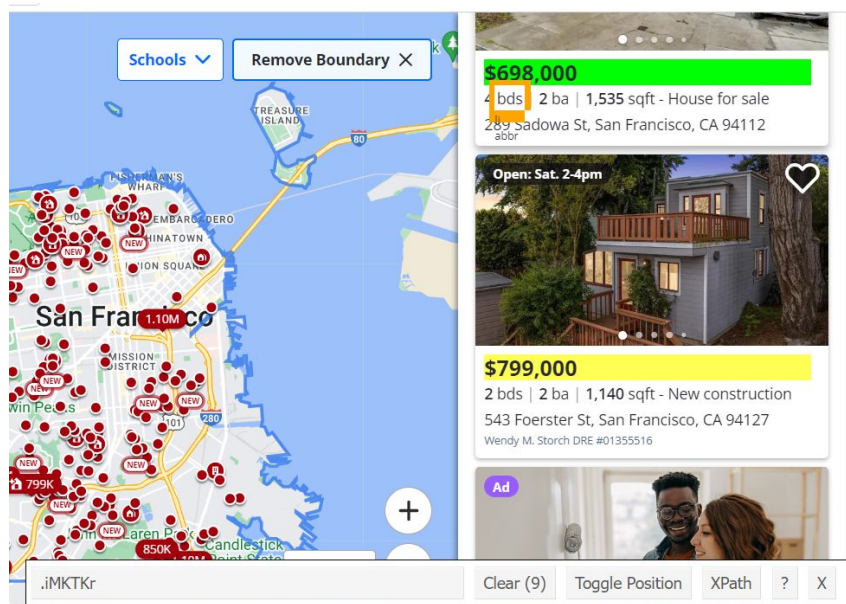 Schools
Remove Boundary X
TREASURE
ISLAND
80
FISHERMAN'S
WHARF
EMBARCADERO
CHINATOWN
NEW
NEW
UNION SQUARE
San Francisco
1.10M
MISSION
DISTRICT
NEW
NEW
NEW
Twin Peaks
101
280
NEW
NEW
799K
NEW
NEW
850K
Candlestick
Point State
1.10M
$698,000
4 bds | 2 ba | 1,535 sqft - House for sale
289 Sadowa St, San Francisco, CA 94112
abbr
Open: Sat. 2-4pm
$799,000
2 bds | 2 ba | 1,140 sqft - New construction
543 Foerster St, San Francisco, CA 94127
Wendy M. Storch DRE #01355516
Ad
+
.iMKTKr
Clear (9)
Toggle Position
XPath
?
X